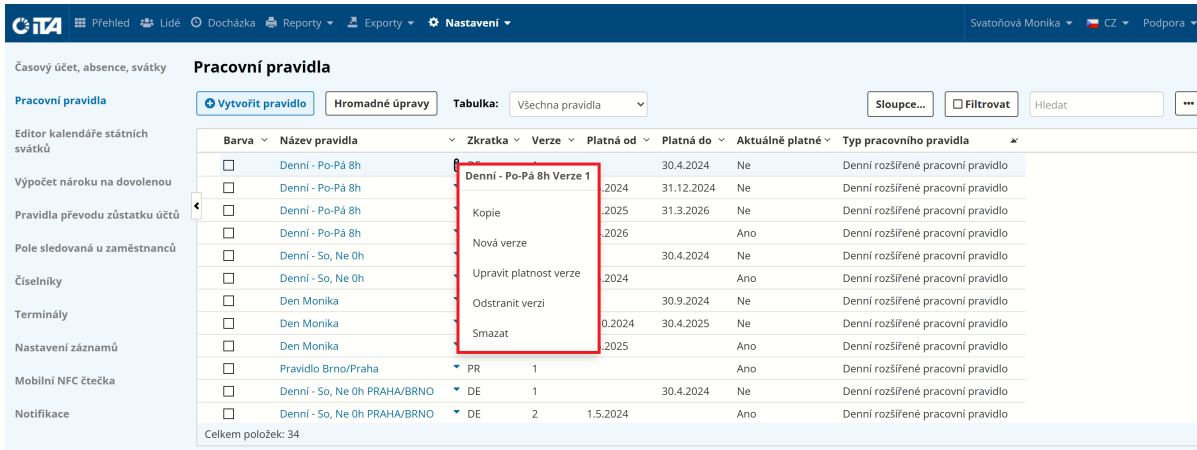 iTA Přehled Lidé Docházka Reporty Exporty Nastavení Svatoňová Monika CZ Podpora
Časový účet, absence, svátky
Pracovní pravidla
Editor kalendáře státních
svátků
Výpočet nároku na dovolenou
Pravidla převodu zůstatku účtů
Pole sledovaná u zaměstnanců
Číselníky
Terminály
Nastavení záznamů
Mobilní NFC čtečka
Notifikace
Pracovní pravidla
Vytvořit pravidlo Hromadné úpravy Tabulka: Všechna pravidla Sloupce... Filtrovat Hledat
Barva Název pravidla Zkratka Verze Platná od Platná do Aktuálně platné Typ pracovního pravidla
Denní - Po-Pá 8h 30.4.2024 Ne Denní rozšířené pracovní pravidlo
Denní - Po-Pá 8h .2024 31.12.2024 Ne Denní rozšířené pracovní pravidlo
Denní - Po-Pá 8h .2025 31.3.2026 Ne Denní rozšířené pracovní pravidlo
Denní - Po-Pá 8h .2026 Ano Denní rozšířené pracovní pravidlo
Denní - So, Ne 0h 30.4.2024 Ne Denní rozšířené pracovní pravidlo
Denní - So, Ne 0h .2024 Ano Denní rozšířené pracovní pravidlo
Den Monika 30.9.2024 Ne Denní rozšířené pracovní pravidlo
Den Monika 0.2024 30.4.2025 Ne Denní rozšířené pracovní pravidlo
Den Monika .2025 Ano Denní rozšířené pracovní pravidlo
Pravidlo Brno/Praha PR 1 Ano Denní rozšířené pracovní pravidlo
Denní - So, Ne 0h PRAHA/BRNO DE 1 30.4.2024 Ne Denní rozšířené pracovní pravidlo
Denní - So, Ne 0h PRAHA/BRNO DE 2 1.5.2024 Ano Denní rozšířené pracovní pravidlo
Celkem položek: 34
Denní - Po-Pá 8h Verze 1
Kopie
Nová verze
Upravit platnost verze
Odstranit verzi
Smazat